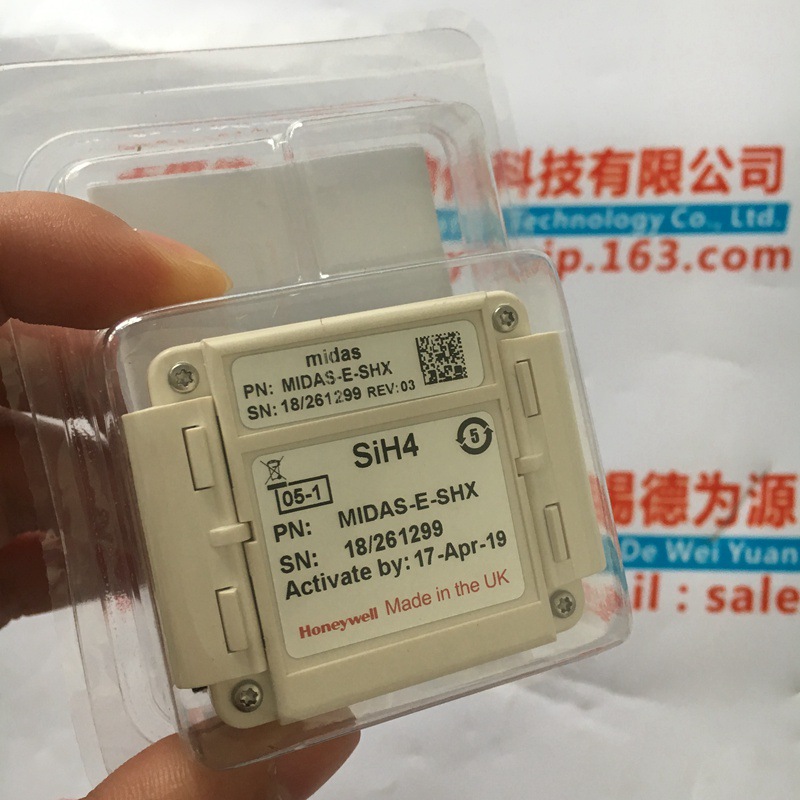 科技有限公司
Technology Co., Ltd.
ip.163.com
midas
PN: MIDAS-E-SHX
SN: 18/261299 REV: 03
SiH4
5
05-1
PN: MIDAS-E-SHX
SN: 18/261299
Activate by: 17-Apr-19
Honeywell Made in the UK
锡德为源
De Wei Yuan
il : sale